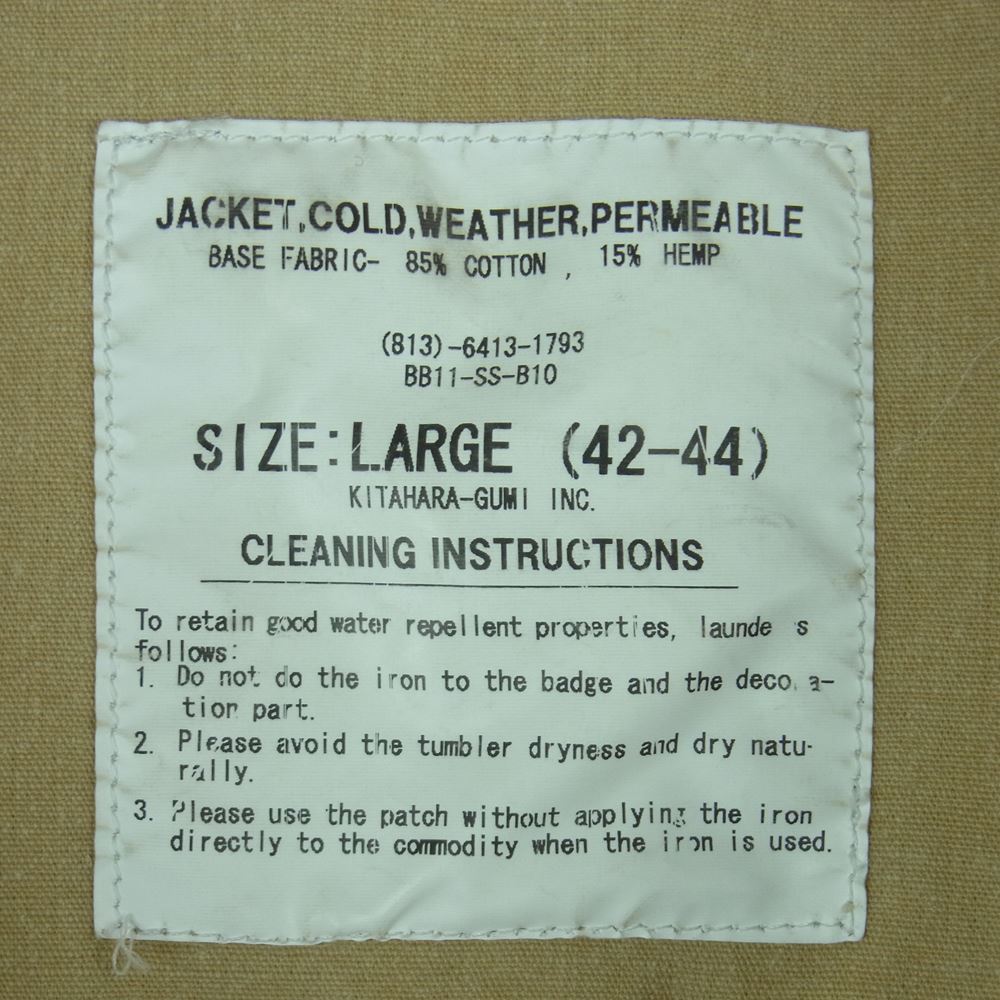 JACKET,COLD,WEATHER,PERMEABLE
BASE FABRIC- 85% COTTON , 15% HEMP
(813)-6413-1793
BB11-SS-B10
SIZE:LARGE (42-44)
KITAHARA-GUMI INC.
CLEANING INSTRUCTIONS
To retain good water repellent properties, launde s
follows:
1. Do not do the iron to the badge and the decora-
tion part.
2. Please avoid the tumbler dryness and dry natu-
rally.
3. Please use the patch without applying the iron
directly to the commodity when the iron is used.